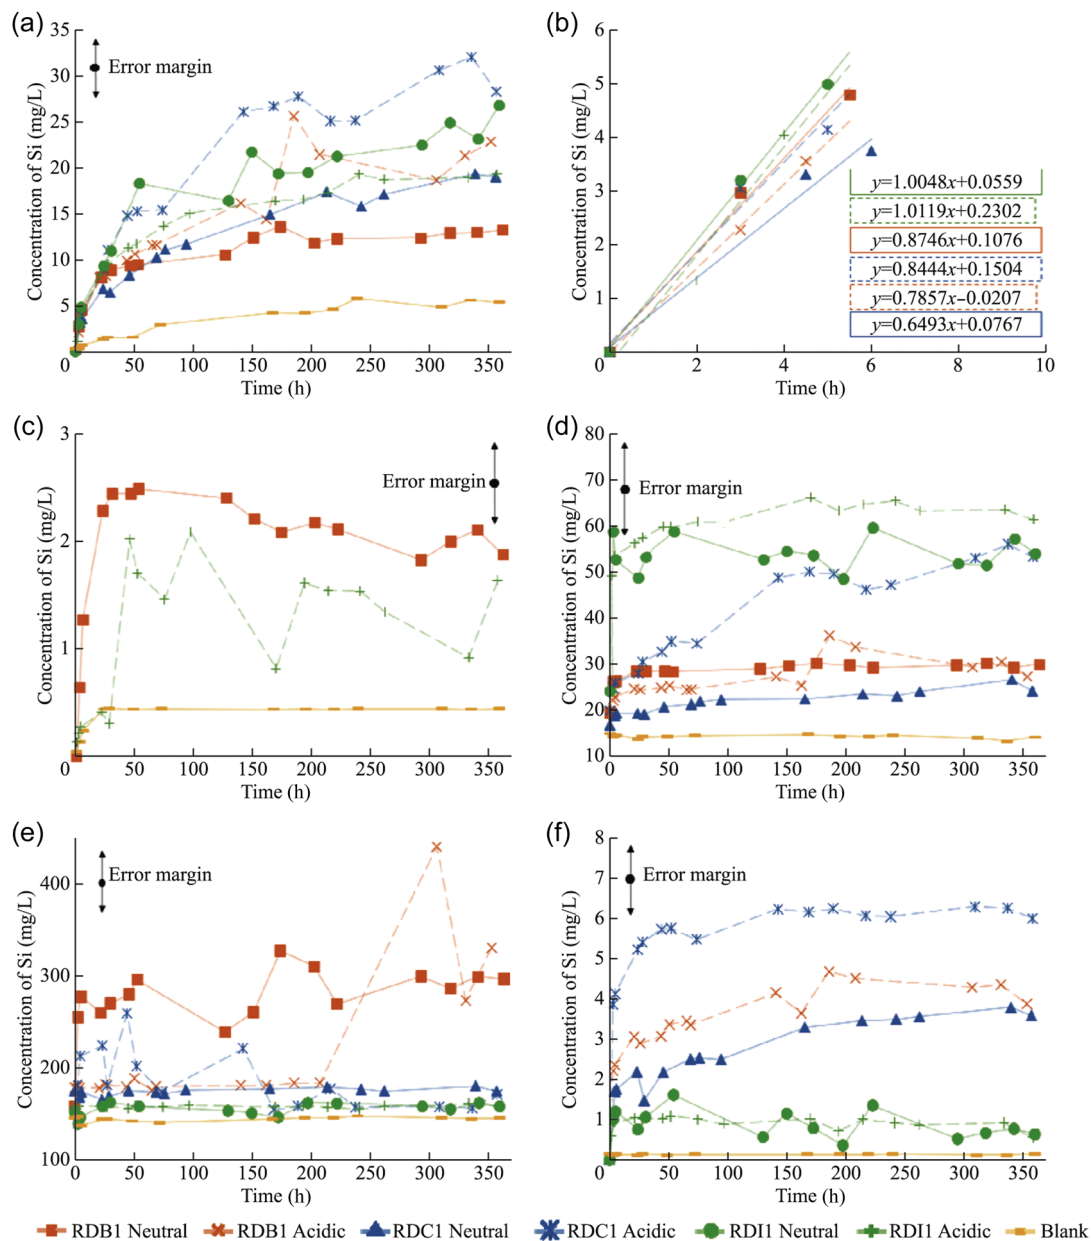 (a)
Concentration of Si (mg/L)
35
30
25
20
15
10
5
0
Error margin
0 50 100 150 200 250 300 350
Time (h)
(b)
Concentration of Si (mg/L)
6
5
4
3
2
1
0
y=1.0048x+0.0559
y=1.0119x+0.2302
y=0.8746x+0.1076
y=0.8444x+0.1504
y=0.7857x−0.0207
y=0.6493x+0.0767
2 4 6 8 10
Time (h)
(c)
Concentration of Si (mg/L)
3
2
1
Error margin
0 50 100 150 200 250 300 350
Time (h)
(d)
Concentration of Si (mg/L)
80
70
60
50
40
30
20
10
Error margin
0 50 100 150 200 250 300 350
Time (h)
(e)
Concentration of Si (mg/L)
400
300
200
100
Error margin
0 50 100 150 200 250 300 350
Time (h)
(f)
Concentration of Si (mg/L)
8
7
6
5
4
3
2
1
0
Error margin
0 50 100 150 200 250 300 350
Time (h)
RDB1 Neutral RDB1 Acidic RDC1 Neutral RDC1 Acidic RDI1 Neutral RDI1 Acidic Blank